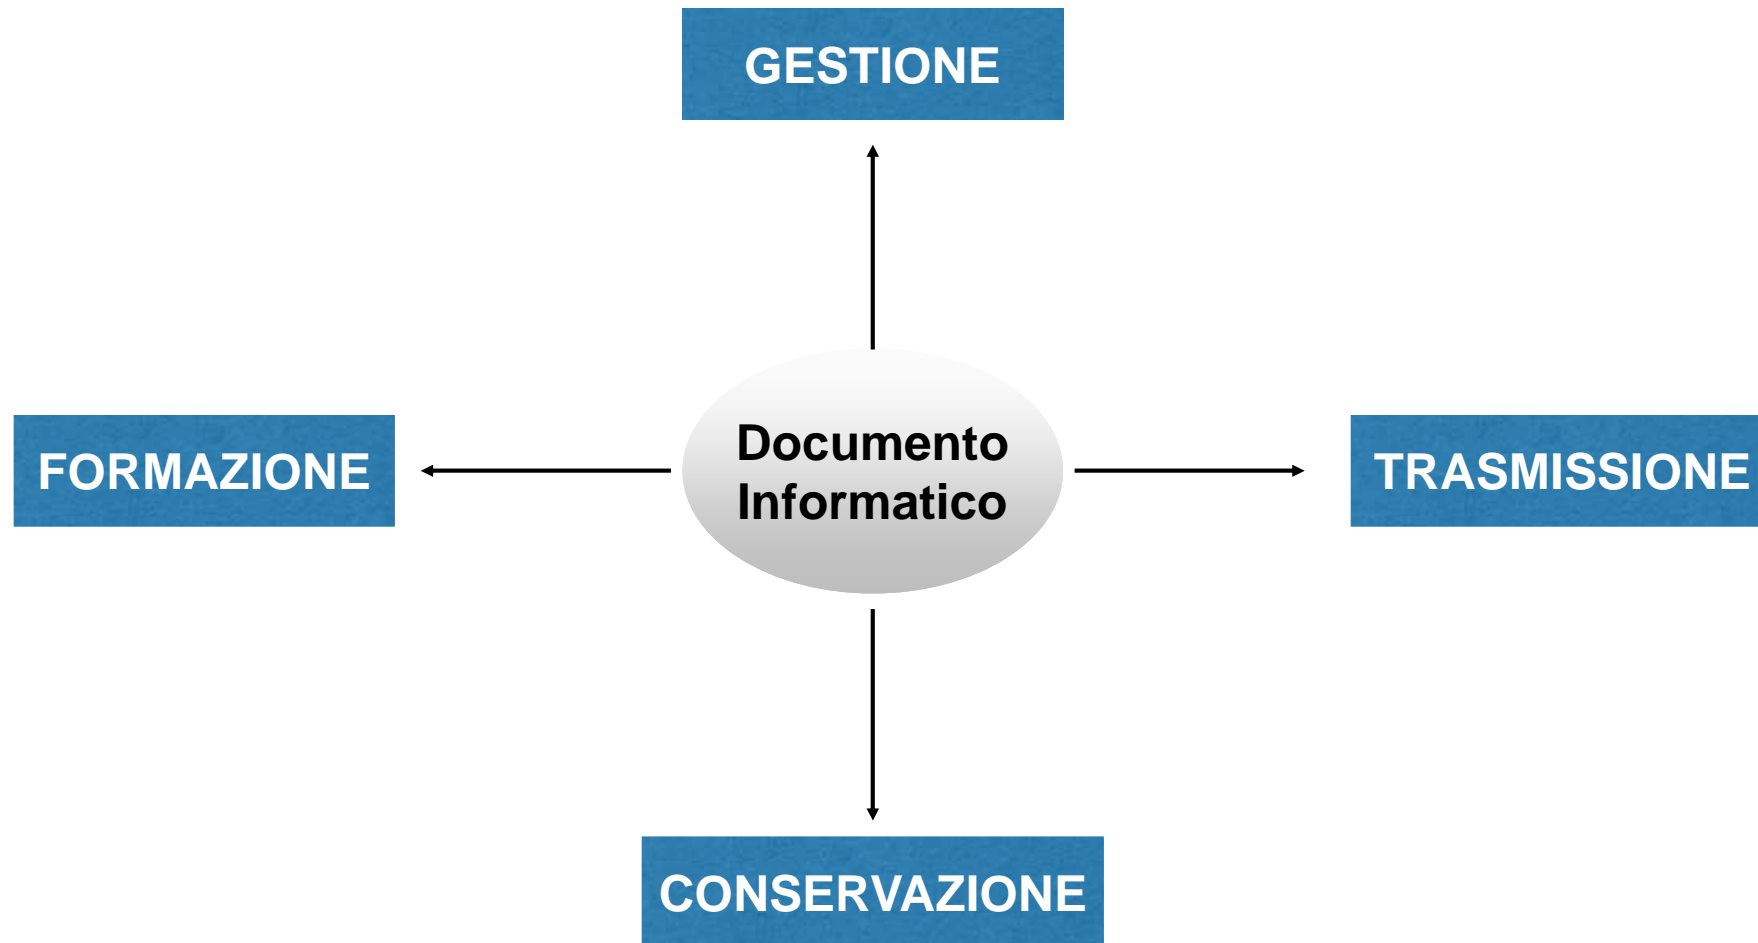 GESTIONE
FORMAZIONE
Documento
Informatico
TRASMISSIONE
CONSERVAZIONE